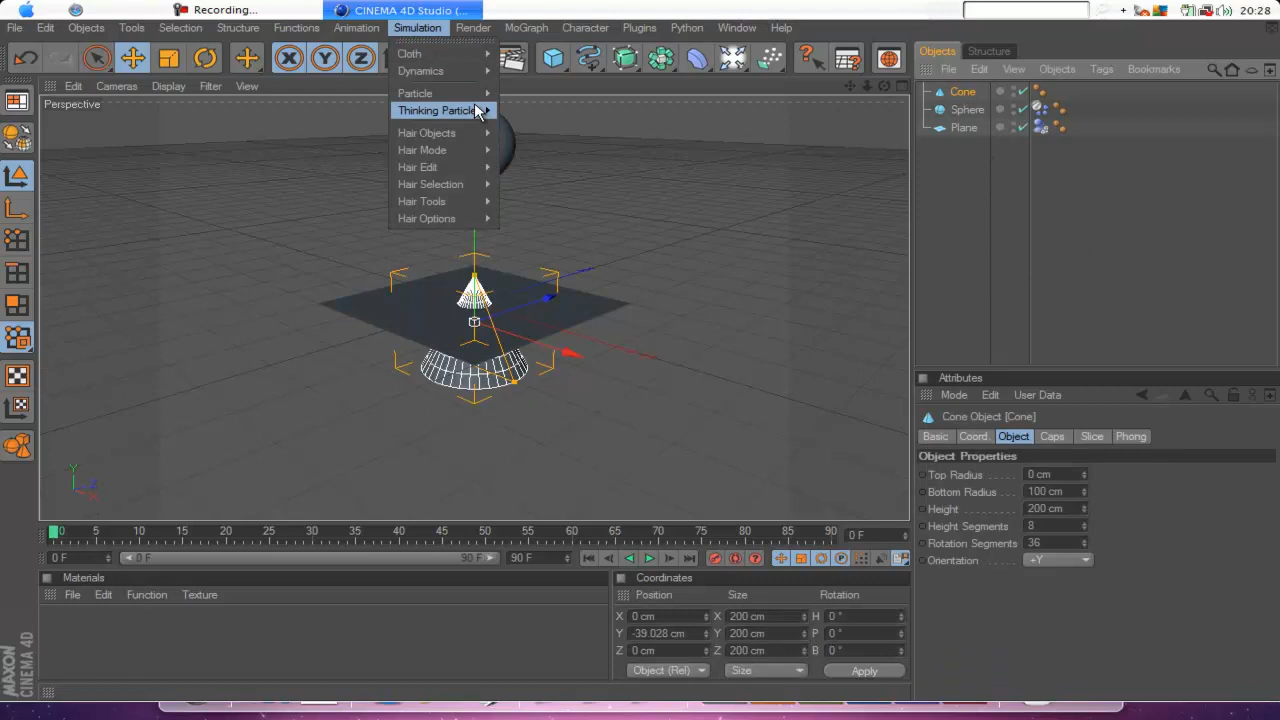 Recording...
CINEMA 4D Studio (...
20:28
File Edit Objects Tools Selection Structure Functions Animation Simulation Render MoGraph Character Plugins Python Window Help
Cloth
Dynamics
Particle
Thinking Particle
Hair Objects
Hair Mode
Hair Edit
Hair Selection
Hair Tools
Hair Options
X Y Z
Edit Cameras Display Filter View
Perspective
Y
Z
X
Objects Structure
File Edit View Objects Tags Bookmarks
Cone
Sphere
Plane
Attributes
Mode Edit User Data
Cone Object [Cone]
Basic Coord. Object Caps Slice Phong
Object Properties
Top Radius 0 cm
Bottom Radius 100 cm
Height 200 cm
Height Segments 8
Rotation Segments 36
Orientation +Y
0 5 10 15 20 25 30 35 40 45 50 55 60 65 70 75 80 85 90 0 F
0 F 0 F 90 F 90 F
Materials
File Edit Function Texture
Coordinates
Position Size Rotation
X 0 cm X 200 cm H 0 °
Y -39.028 cm Y 200 cm P 0 °
Z 0 cm Z 200 cm B 0 °
Object (Rel) Size Apply
MAXON CINEMA 4D